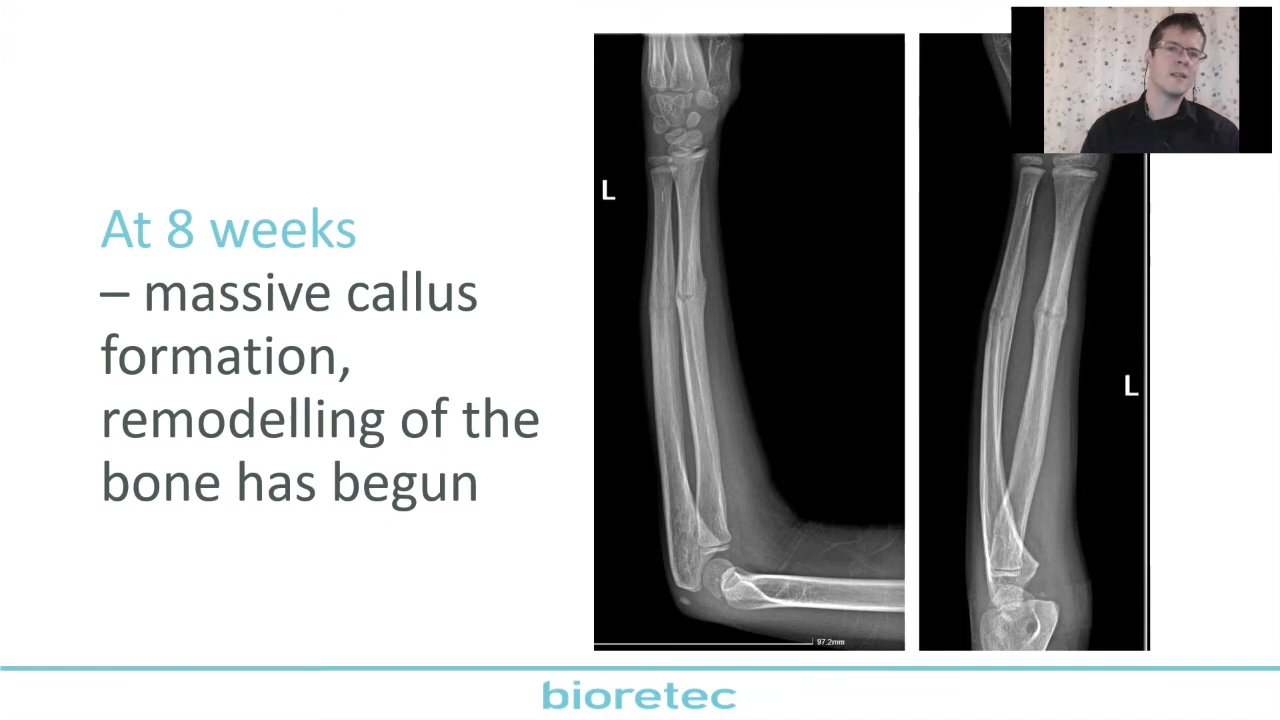 At 8 weeks
– massive callus
formation,
remodelling of the
bone has begun
L
L
97.2mm
bioretec